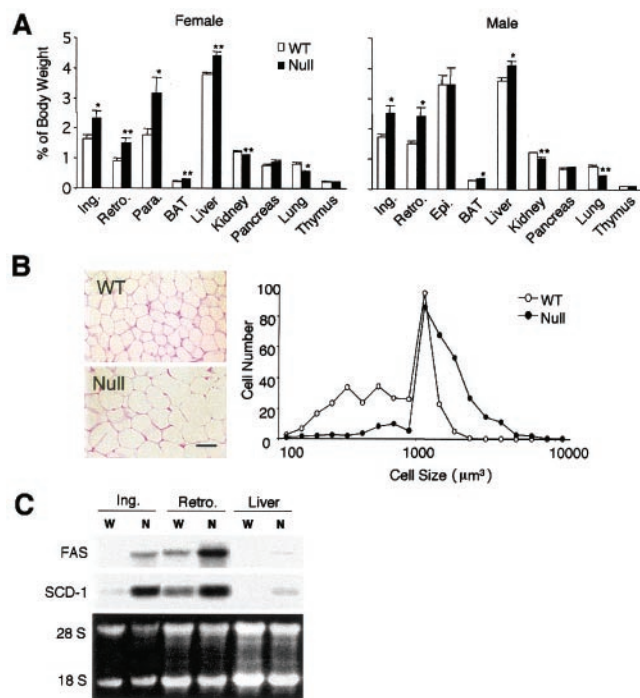 A
Female
Male
WT
Null
% of Body Weight
5
4
3
2
1
0
* ** * ** ** ** *
* * * * ** **
Ing. Retro. Para. BAT Liver Kidney Pancreas Lung Thymus
Ing. Retro. Epi. BAT Liver Kidney Pancreas Lung Thymus
B
WT
Null
Cell Number
100
80
60
40
20
0
WT
Null
100 1000 10000
Cell Size (μm³)
C
Ing. Retro. Liver
W N W N W N
FAS
SCD-1
28 S
18 S